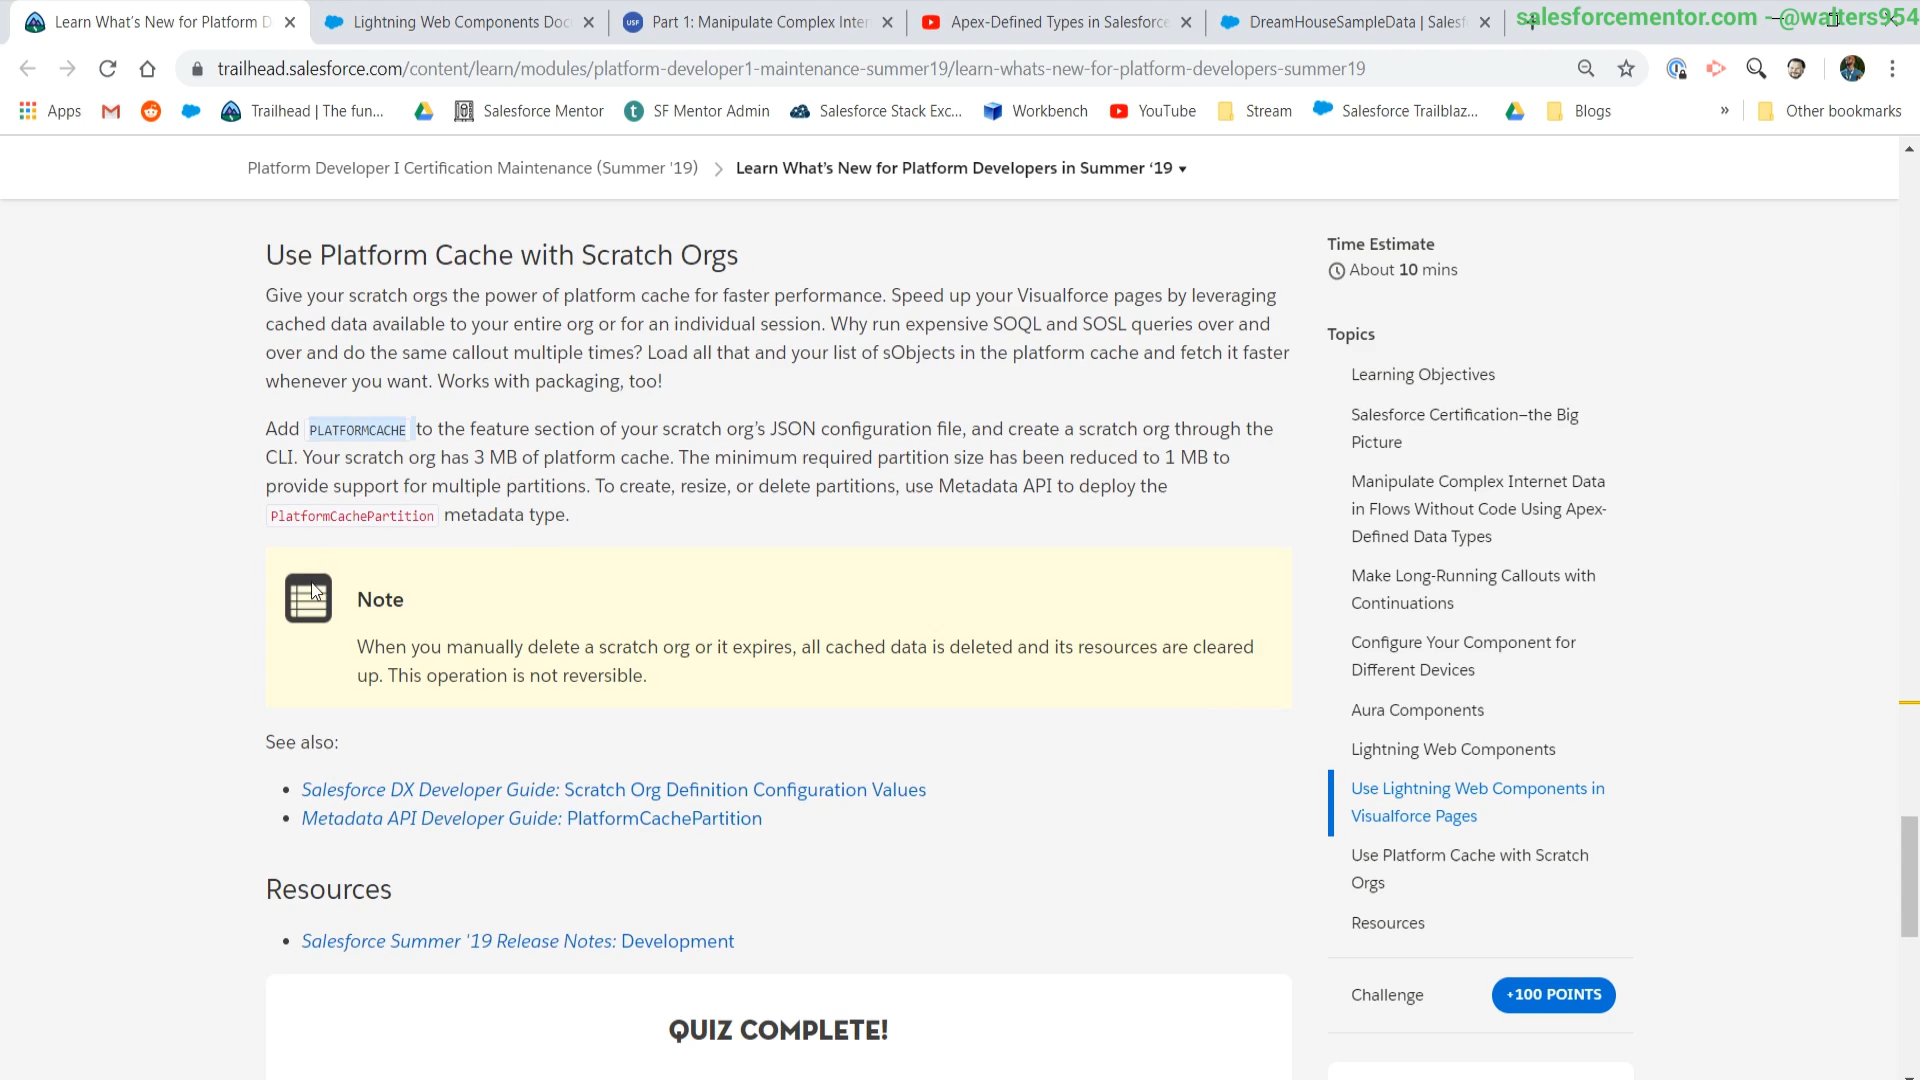 Learn What's New for Platform D
Lightning Web Components Doc
Part 1: Manipulate Complex Inter
Apex-Defined Types in Salesforce
DreamHouseSampleData | Salesf
salesforcementor.com - @walters954
trailhead.salesforce.com/content/learn/modules/platform-developer1-maintenance-summer19/learn-whats-new-for-platform-developers-summer19
Apps
Trailhead | The fun...
Salesforce Mentor
SF Mentor Admin
Salesforce Stack Exc...
Workbench
YouTube
Stream
Salesforce Trailblaz...
Blogs
»
Other bookmarks
Platform Developer I Certification Maintenance (Summer '19)
Learn What's New for Platform Developers in Summer ‘19
Use Platform Cache with Scratch Orgs
Give your scratch orgs the power of platform cache for faster performance. Speed up your Visualforce pages by leveraging
cached data available to your entire org or for an individual session. Why run expensive SOQL and SOSL queries over and
over and do the same callout multiple times? Load all that and your list of sObjects in the platform cache and fetch it faster
whenever you want. Works with packaging, too!
Add PLATFORMCACHE to the feature section of your scratch org's JSON configuration file, and create a scratch org through the
CLI. Your scratch org has 3 MB of platform cache. The minimum required partition size has been reduced to 1 MB to
provide support for multiple partitions. To create, resize, or delete partitions, use Metadata API to deploy the
PlatformCachePartition metadata type.
Note
When you manually delete a scratch org or it expires, all cached data is deleted and its resources are cleared
up. This operation is not reversible.
See also:
• Salesforce DX Developer Guide: Scratch Org Definition Configuration Values
• Metadata API Developer Guide: PlatformCachePartition
Resources
• Salesforce Summer '19 Release Notes: Development
QUIZ COMPLETE!
Time Estimate
About 10 mins
Topics
Learning Objectives
Salesforce Certification–the Big
Picture
Manipulate Complex Internet Data
in Flows Without Code Using Apex-
Defined Data Types
Make Long-Running Callouts with
Continuations
Configure Your Component for
Different Devices
Aura Components
Lightning Web Components
Use Lightning Web Components in
Visualforce Pages
Use Platform Cache with Scratch
Orgs
Resources
Challenge
+100 POINTS